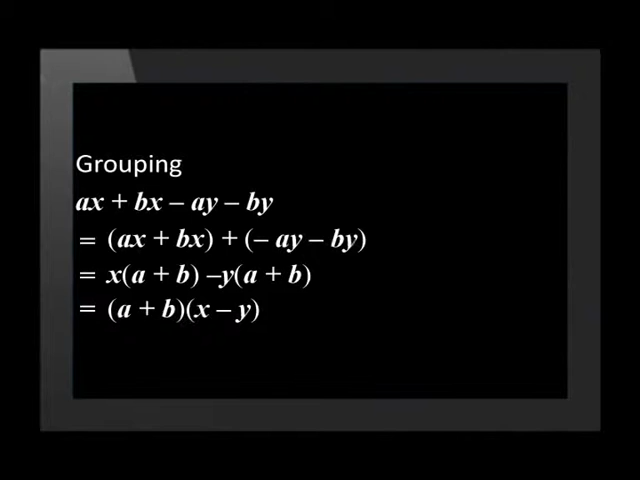 Grouping
ax + bx – ay – by
= (ax + bx) + (– ay – by)
= x(a + b) –y(a + b)
= (a + b)(x – y)